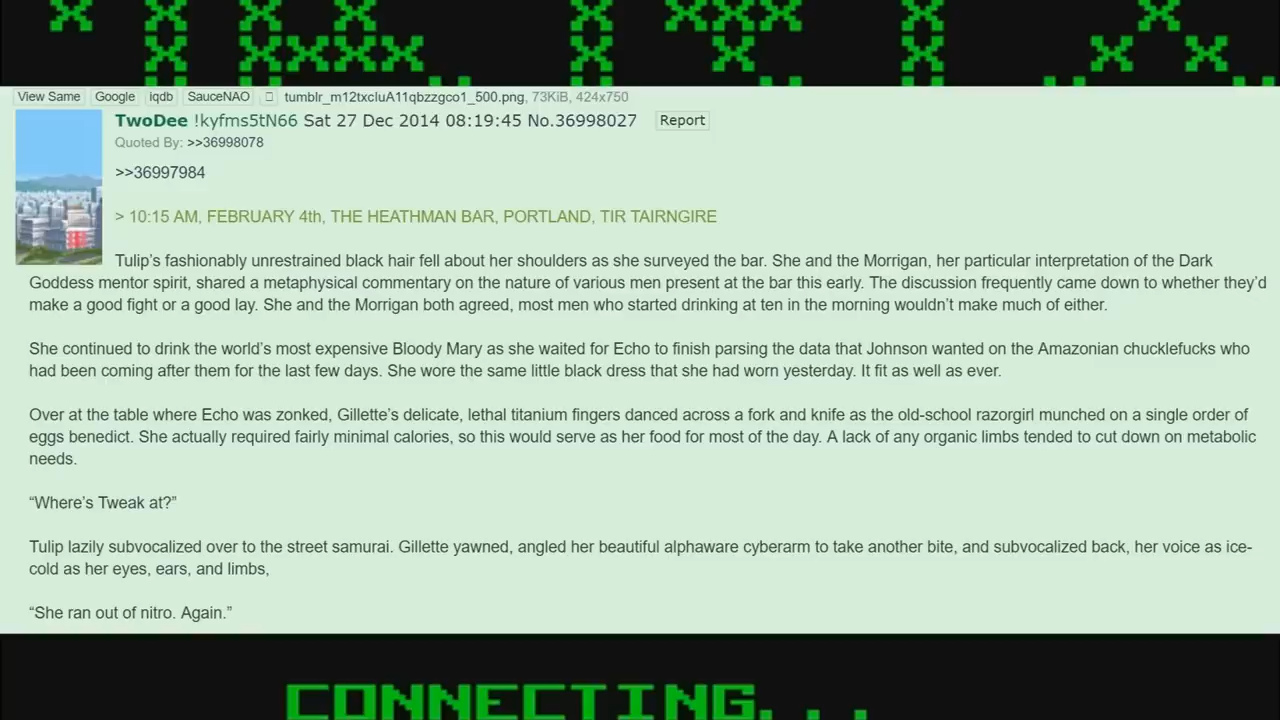 View Same Google iqdb SauceNAO tumblr_m12txcluA11qbzzgco1_500.png, 73KiB, 424x750
TwoDee !kyfms5tN66 Sat 27 Dec 2014 08:19:45 No.36998027 Report
Quoted By: >>36998078
>>36997984
> 10:15 AM, FEBRUARY 4th, THE HEATHMAN BAR, PORTLAND, TIR TAIRNGIRE
Tulip’s fashionably unrestrained black hair fell about her shoulders as she surveyed the bar. She and the Morrigan, her particular interpretation of the Dark
Goddess mentor spirit, shared a metaphysical commentary on the nature of various men present at the bar this early. The discussion frequently came down to whether they’d
make a good fight or a good lay. She and the Morrigan both agreed, most men who started drinking at ten in the morning wouldn’t make much of either.
She continued to drink the world’s most expensive Bloody Mary as she waited for Echo to finish parsing the data that Johnson wanted on the Amazonian chucklefucks who
had been coming after them for the last few days. She wore the same little black dress that she had worn yesterday. It fit as well as ever.
Over at the table where Echo was zonked, Gillette’s delicate, lethal titanium fingers danced across a fork and knife as the old-school razorgirl munched on a single order of
eggs benedict. She actually required fairly minimal calories, so this would serve as her food for most of the day. A lack of any organic limbs tended to cut down on metabolic
needs.
“Where’s Tweak at?”
Tulip lazily subvocalized over to the street samurai. Gillette yawned, angled her beautiful alphaware cyberarm to take another bite, and subvocalized back, her voice as ice-
cold as her eyes, ears, and limbs,
“She ran out of nitro. Again.”
CONNECTING...